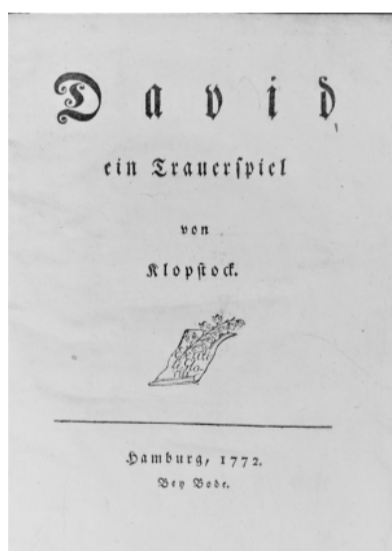 David
ein Trauerſpiel
von
Klopſtock.
Hamburg, 1772.
Bey Bode.